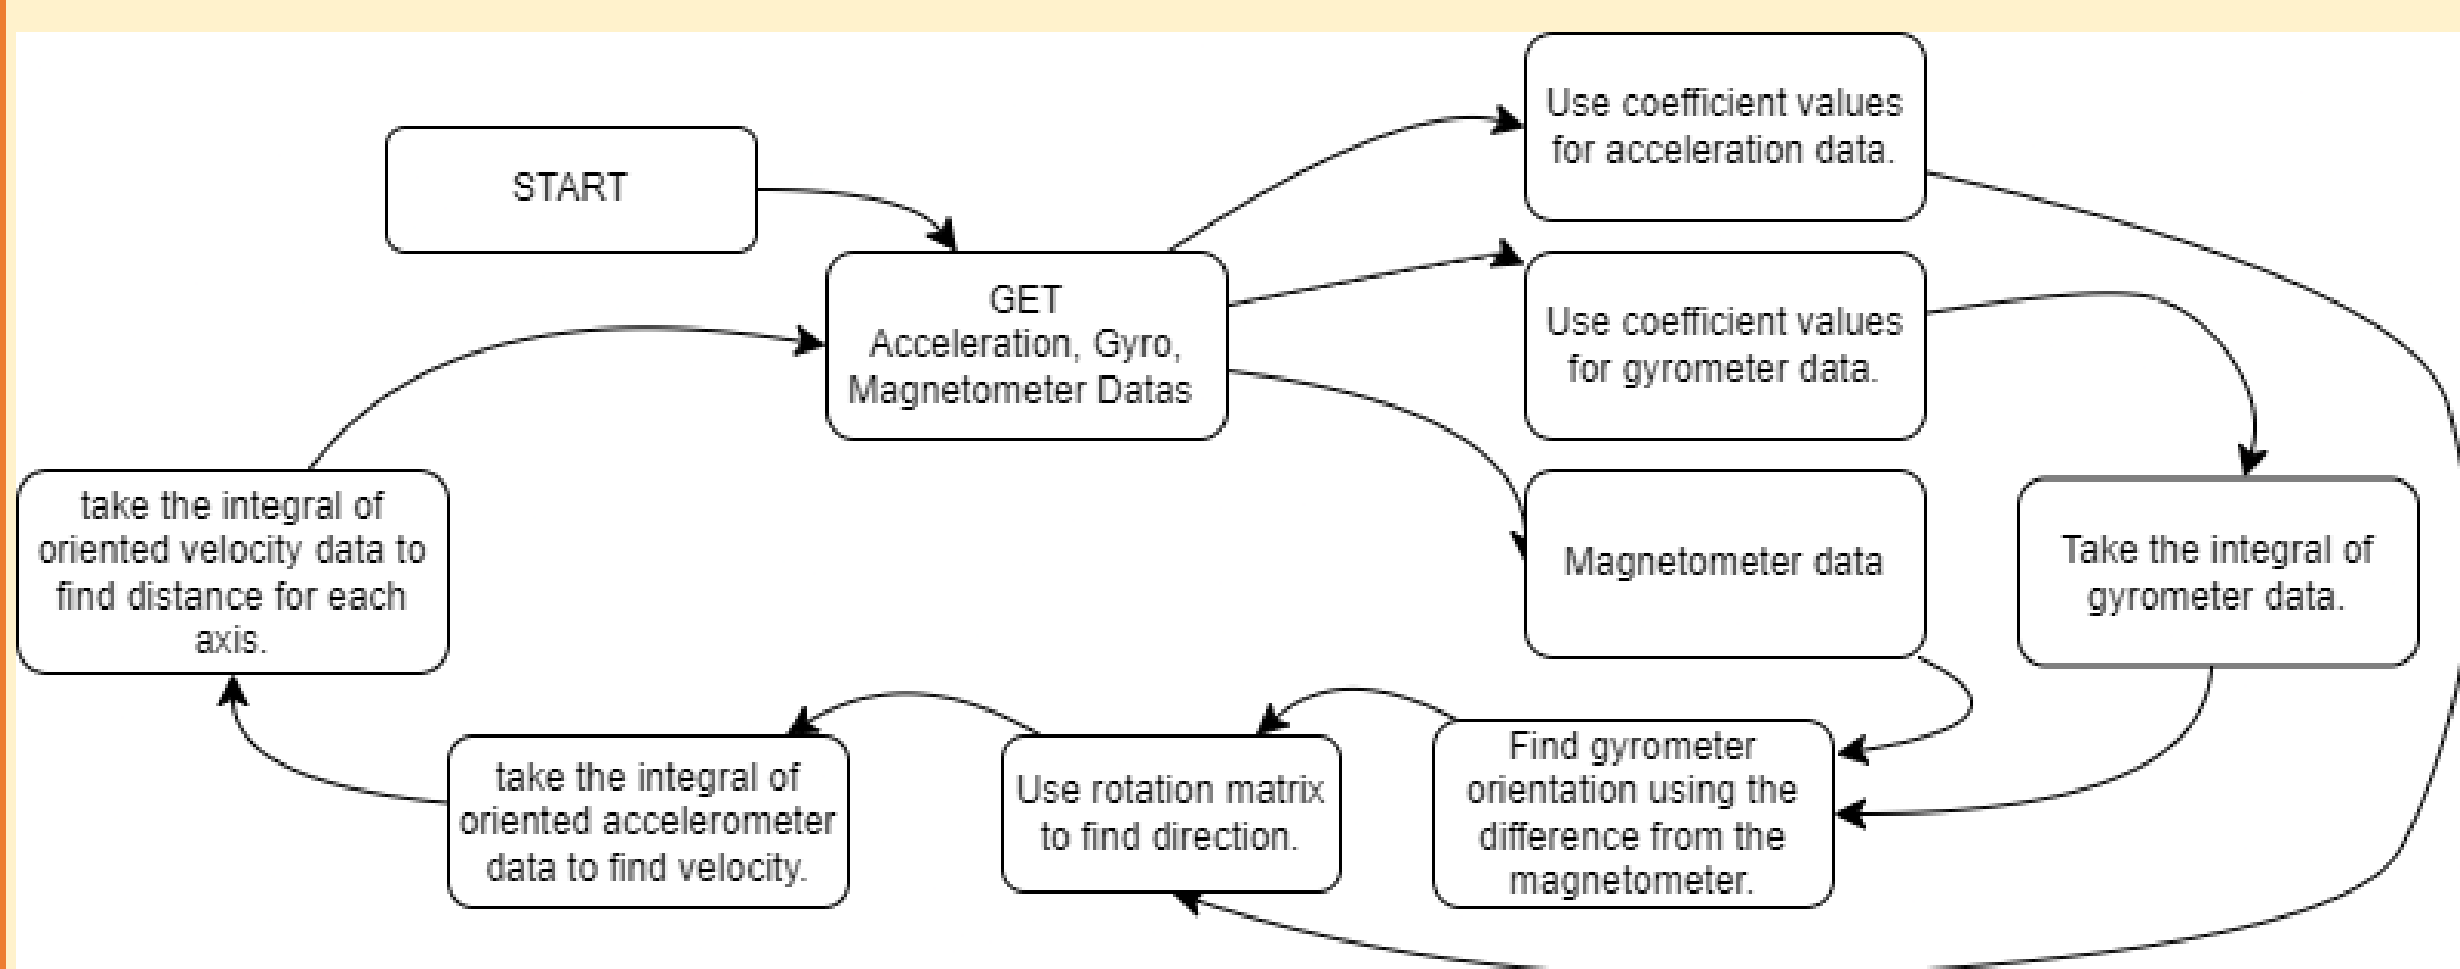 START
GET
Acceleration, Gyro,
Magnetometer Datas
Use coefficient values
for acceleration data.
Use coefficient values
for gyrometer data.
Magnetometer data
Take the integral of
gyrometer data.
Find gyrometer
orientation using the
difference from the
magnetometer.
Use rotation matrix
to find direction.
take the integral of
oriented accelerometer
data to find velocity.
take the integral of
oriented velocity data to
find distance for each
axis.